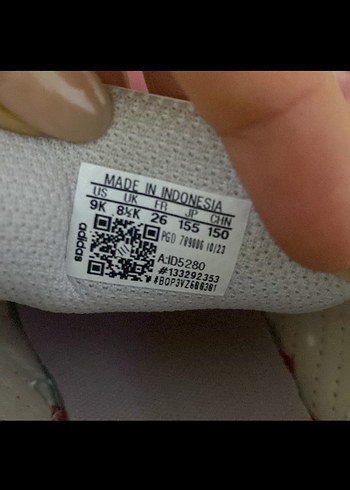 MADE IN INDONESIA
US UK FR JP CHN
9K 8½K 26 155 150
PGD 789006 10/23
adidas
A:ID5280
#133292353
#BOP3VZ608301